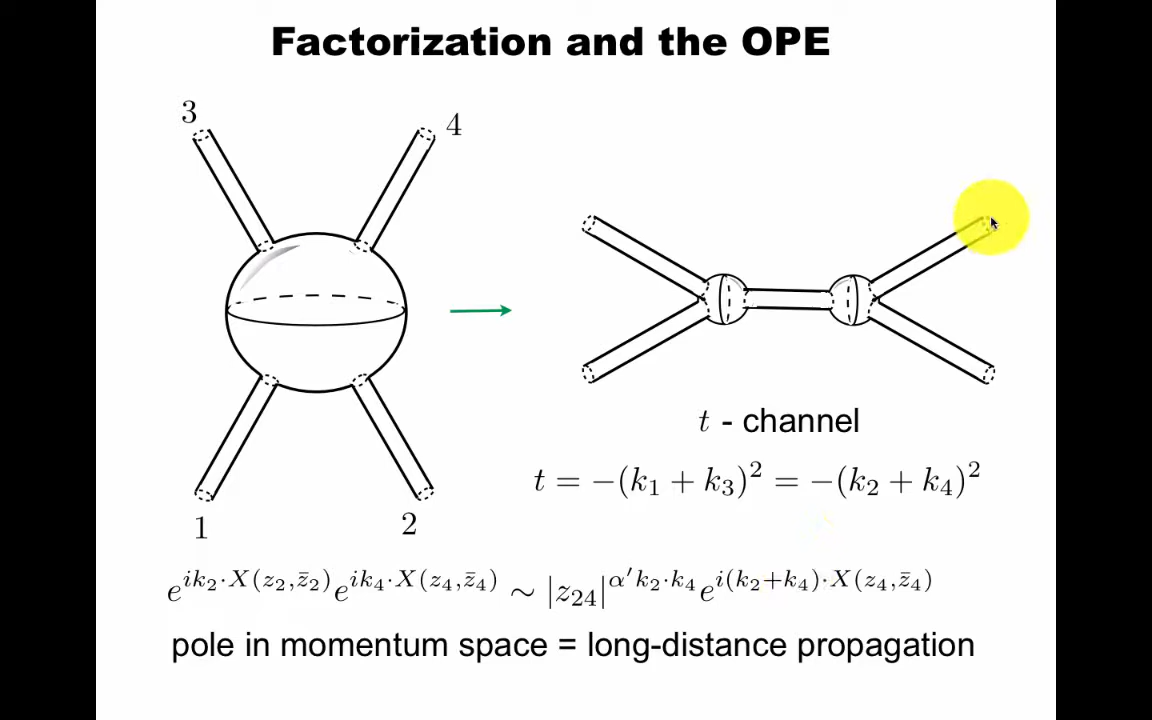 Factorization and the OPE
3
4
1
2
t - channel
t = −(k₁ + k₃)² = −(k₂ + k₄)²
e^{ik₂·X(z₂,z̄₂)} e^{ik₄·X(z₄,z̄₄)} ∼ |z₂₄|^{α′k₂·k₄} e^{i(k₂+k₄)·X(z₄,z̄₄)}
pole in momentum space = long-distance propagation